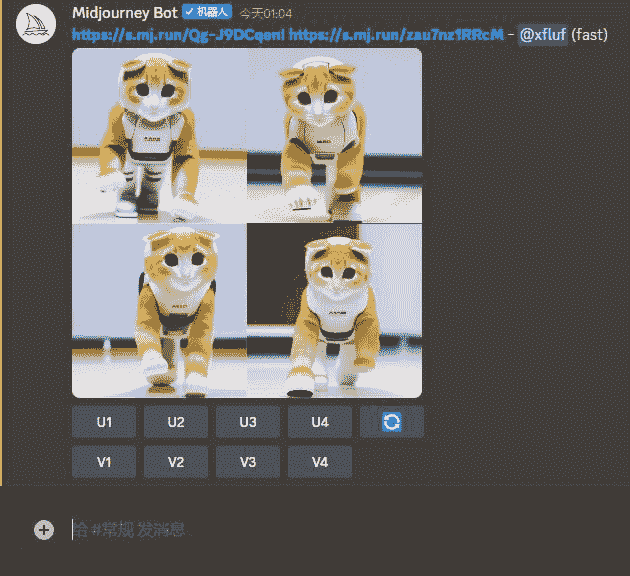 Midjourney Bot ✓ 机器人 今天01:04
https://s.mj.run/Qg-J9DCqonI https://s.mj.run/zau7nz1RRcM - @xfluf (fast)
U1 U2 U3 U4
V1 V2 V3 V4
给 #常规 发消息